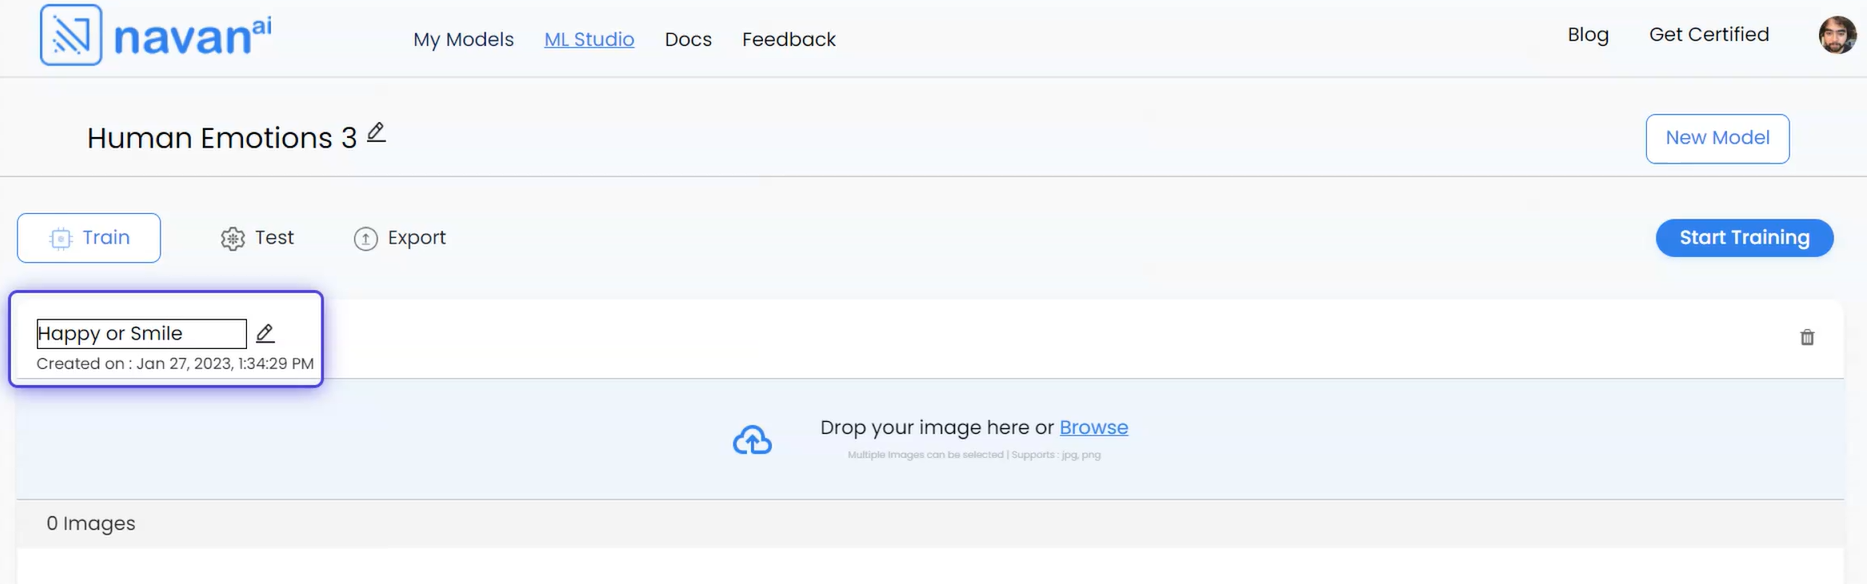 navan ai
My Models ML Studio Docs Feedback
Blog Get Certified
Human Emotions 3
New Model
Train Test Export
Start Training
Happy or Smile
Created on : Jan 27, 2023, 1:34:29 PM
Drop your image here or Browse
Multiple Images can be selected | Supports : jpg, png
0 Images